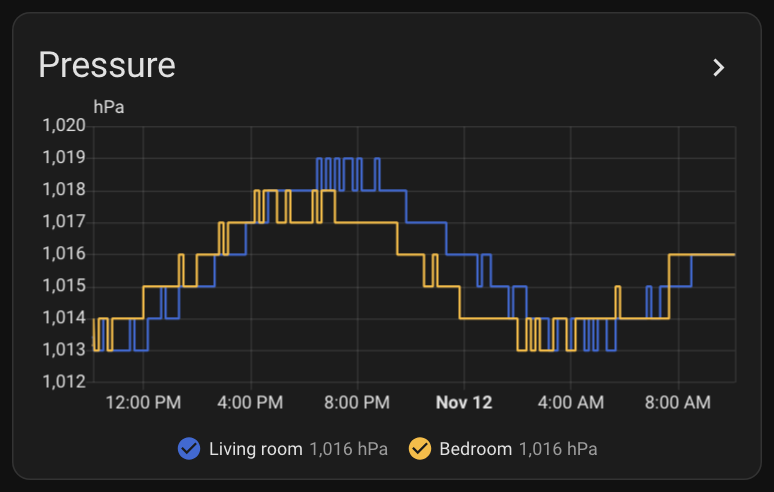 Pressure
hPa
1,020
1,019
1,018
1,017
1,016
1,015
1,014
1,013
1,012
12:00 PM 4:00 PM 8:00 PM Nov 12 4:00 AM 8:00 AM
Living room 1,016 hPa Bedroom 1,016 hPa